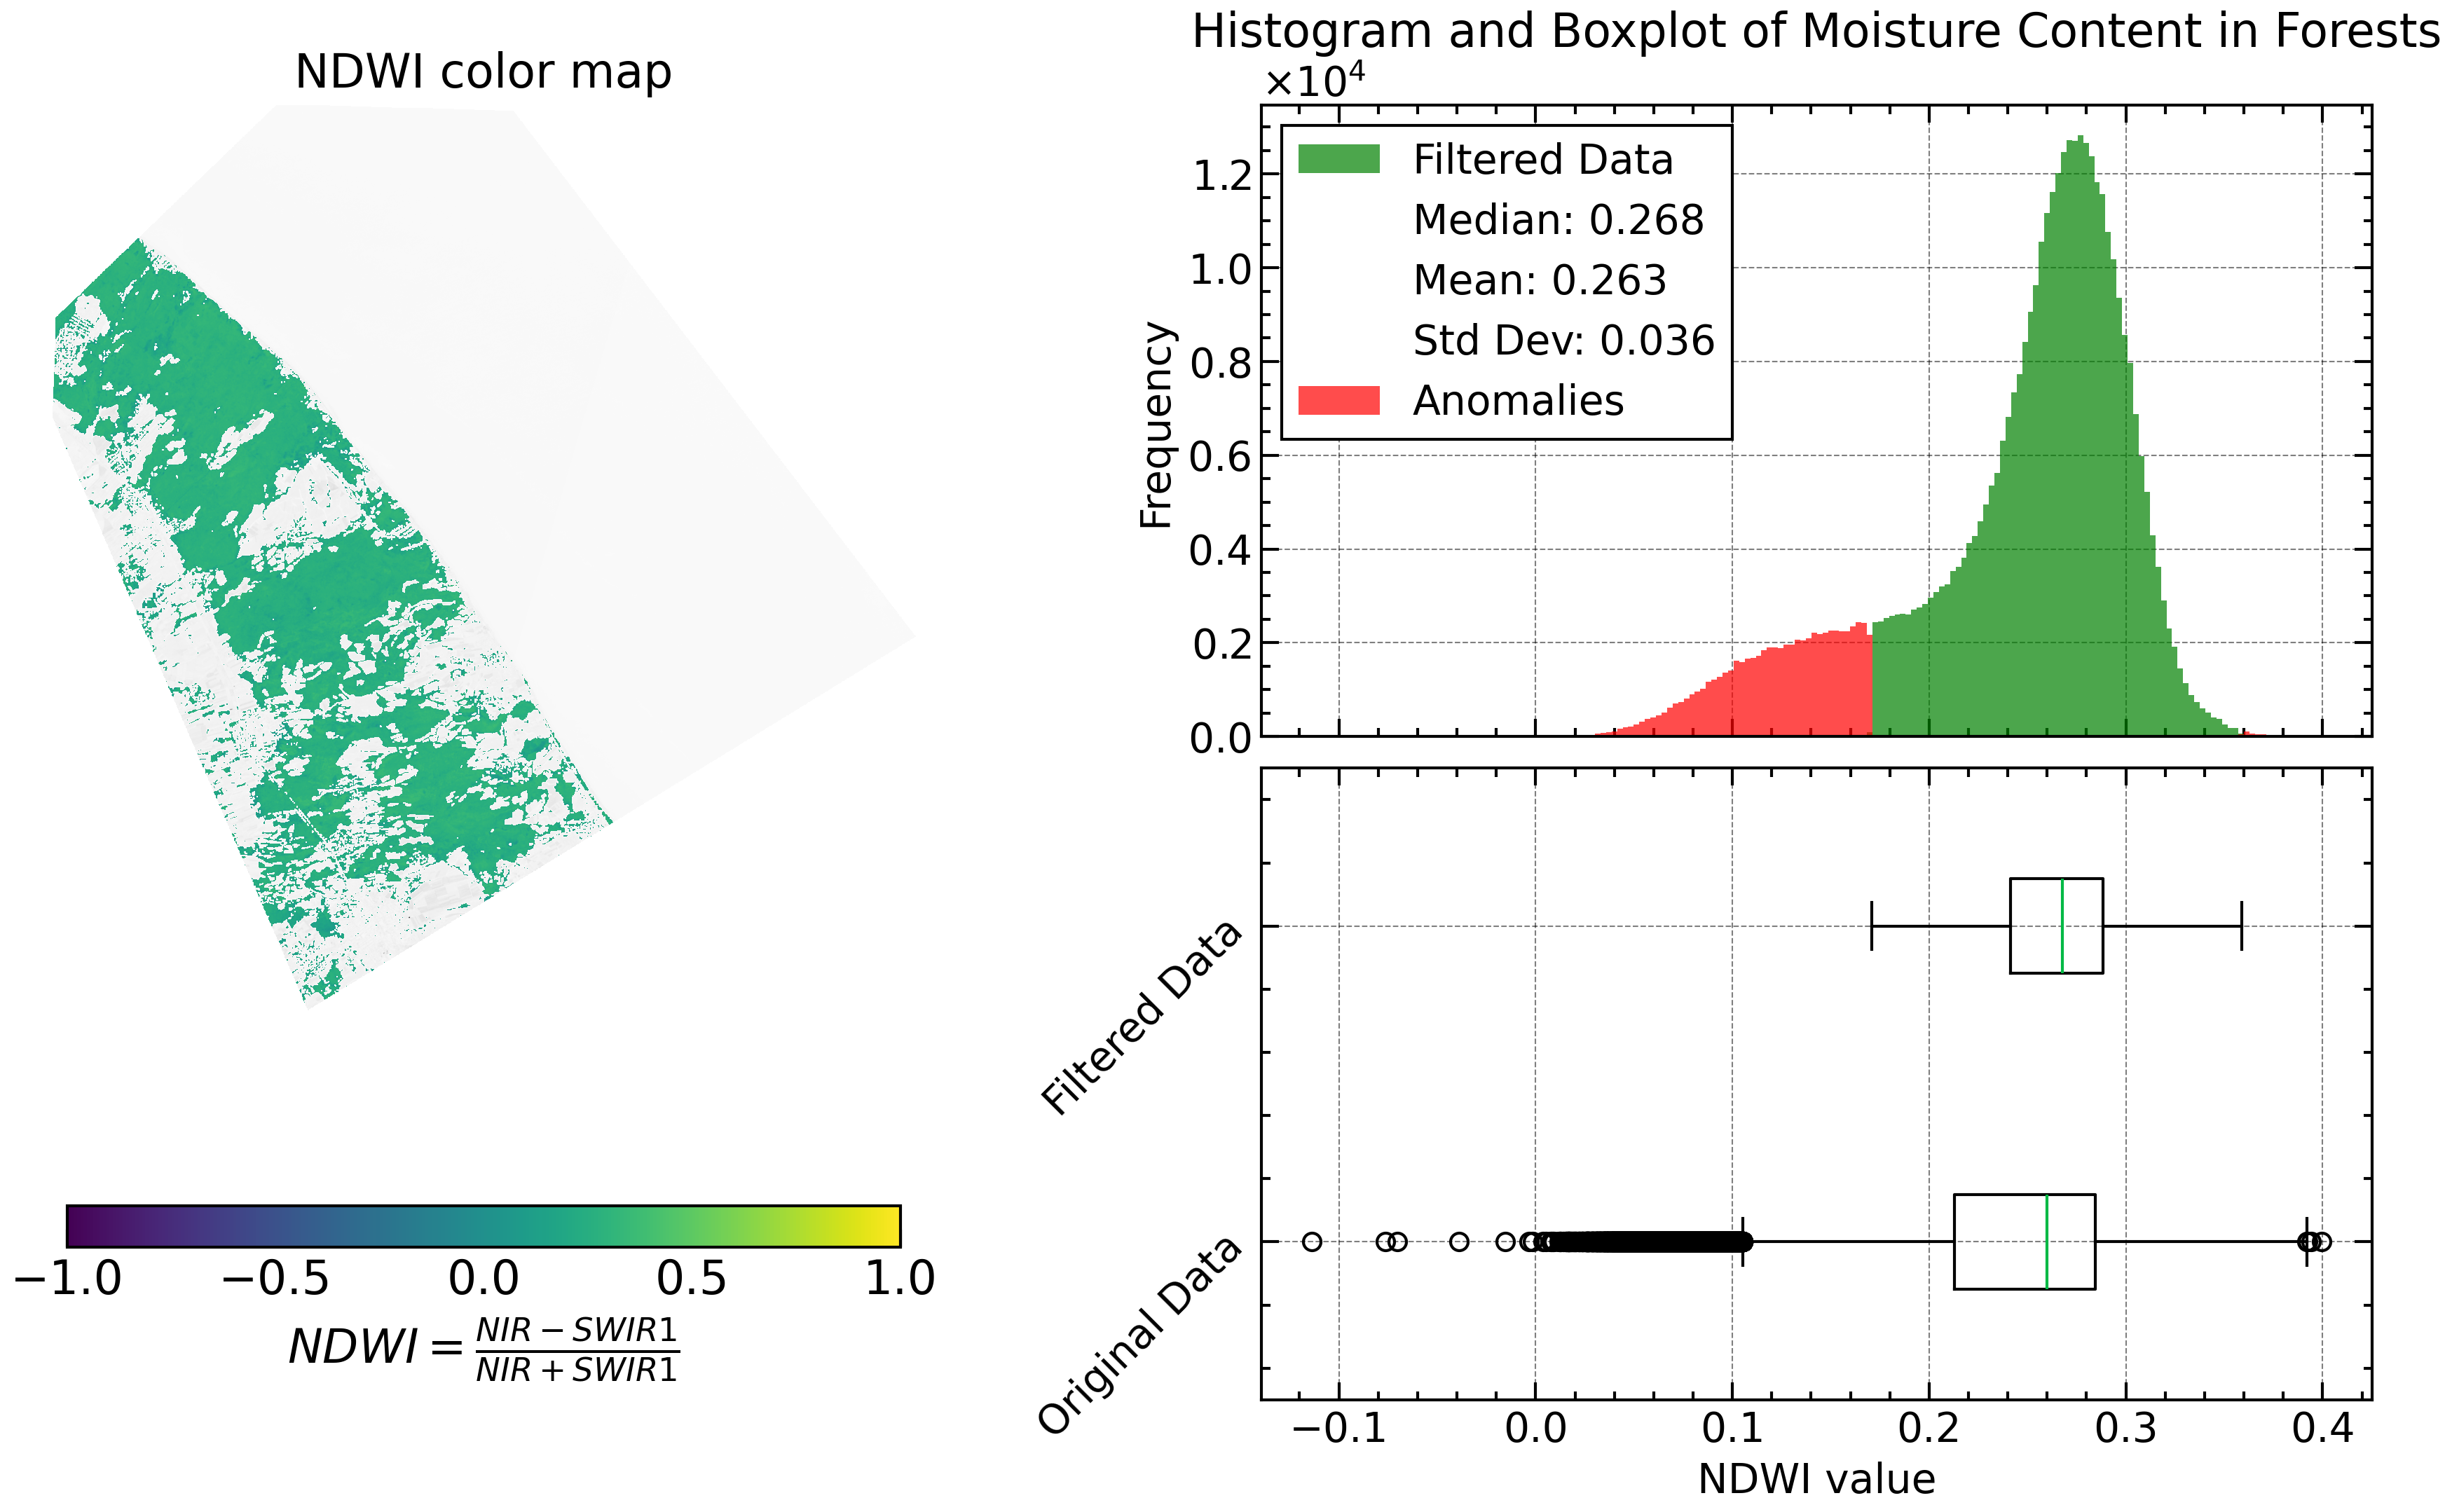 NDWI color map
−1.0 −0.5 0.0 0.5 1.0
NDWI = NIR − SWIR1 / NIR + SWIR1
Histogram and Boxplot of Moisture Content in Forests
×10⁴
Frequency
1.2
1.0
0.8
0.6
0.4
0.2
0.0
Filtered Data
Median: 0.268
Mean: 0.263
Std Dev: 0.036
Anomalies
Filtered Data
Original Data
−0.1 0.0 0.1 0.2 0.3 0.4
NDWI value